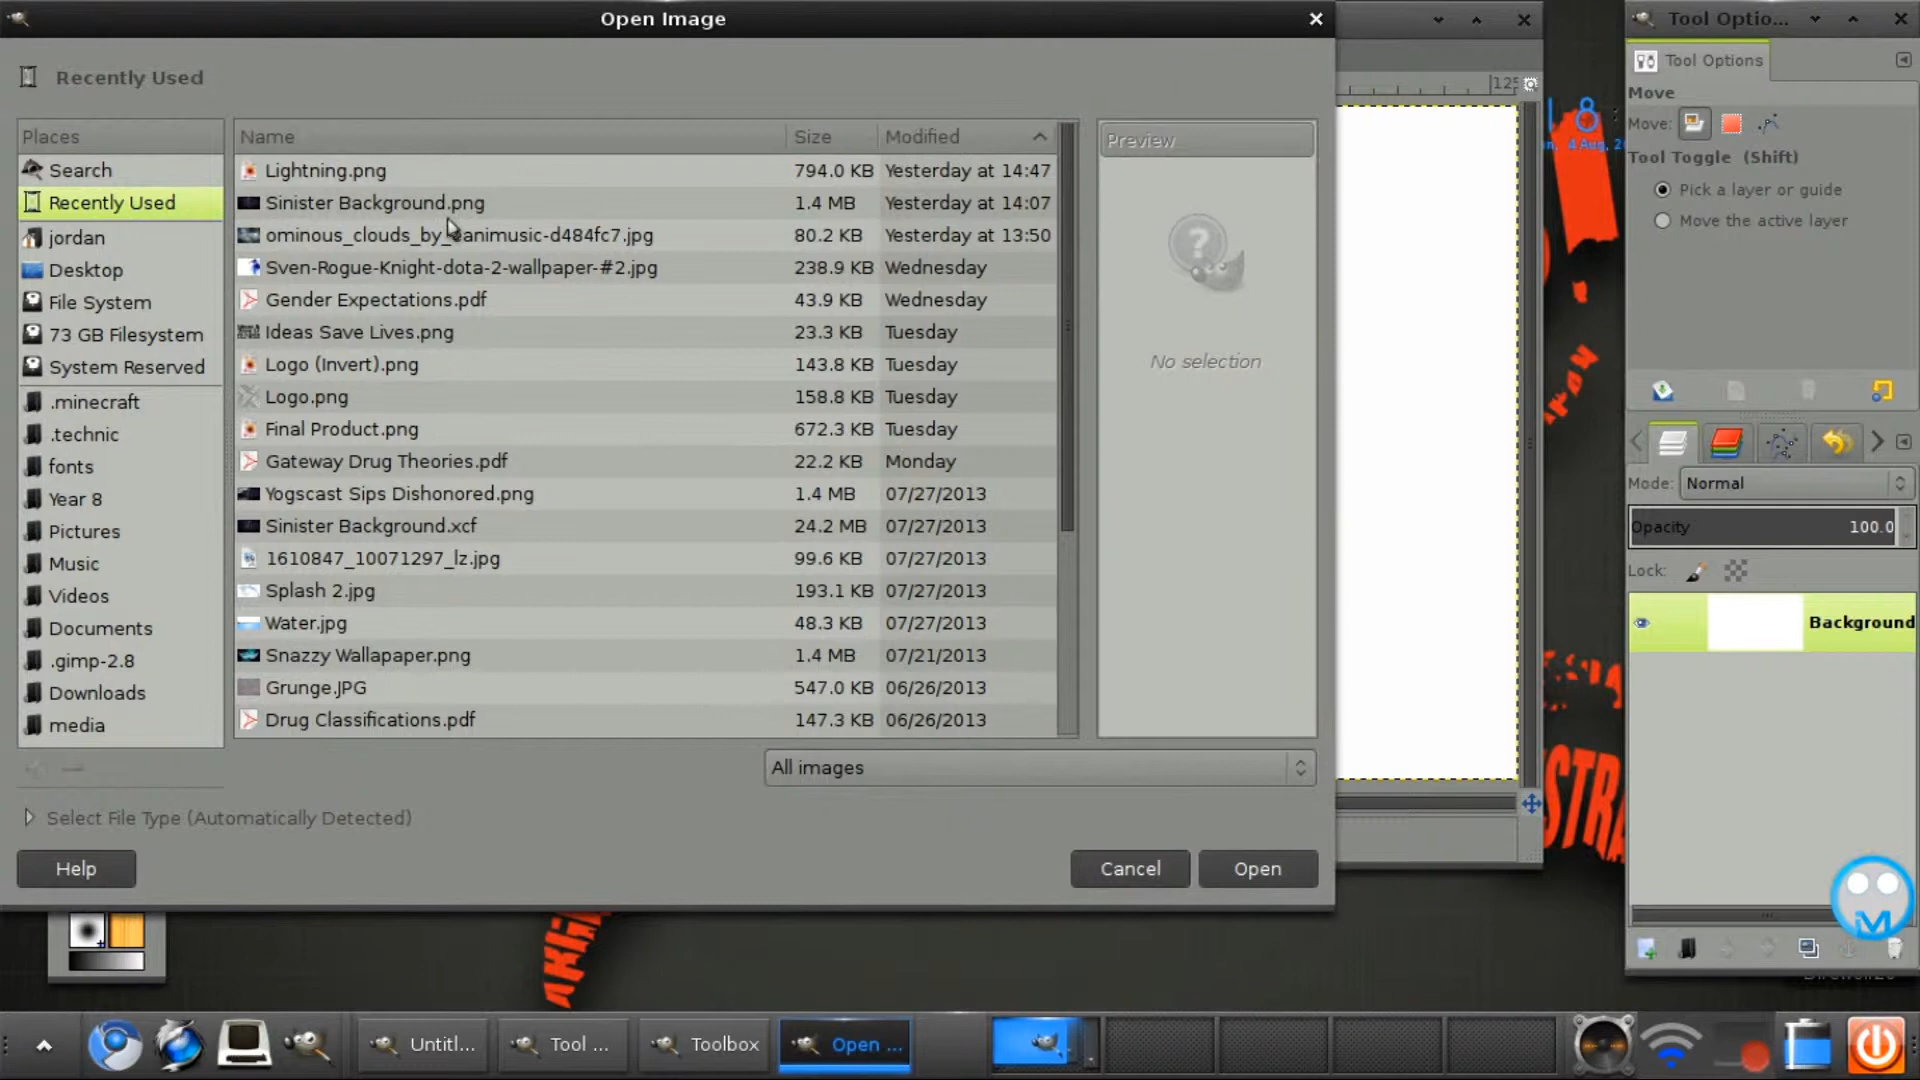 Open Image
Tool Optio...
Recently Used
Tool Options
125
Move
Move:
Tool Toggle (Shift)
Pick a layer or guide
Move the active layer
Places
Search
Recently Used
jordan
Desktop
File System
73 GB Filesystem
System Reserved
.minecraft
.technic
fonts
Year 8
Pictures
Music
Videos
Documents
.gimp-2.8
Downloads
media
Name Size Modified
Lightning.png 794.0 KB Yesterday at 14:47
Sinister Background.png 1.4 MB Yesterday at 14:07
ominous_clouds_by_eanimusic-d484fc7.jpg 80.2 KB Yesterday at 13:50
Sven-Rogue-Knight-dota-2-wallpaper-#2.jpg 238.9 KB Wednesday
Gender Expectations.pdf 43.9 KB Wednesday
Ideas Save Lives.png 23.3 KB Tuesday
Logo (Invert).png 143.8 KB Tuesday
Logo.png 158.8 KB Tuesday
Final Product.png 672.3 KB Tuesday
Gateway Drug Theories.pdf 22.2 KB Monday
Yogscast Sips Dishonored.png 1.4 MB 07/27/2013
Sinister Background.xcf 24.2 MB 07/27/2013
1610847_10071297_lz.jpg 99.6 KB 07/27/2013
Splash 2.jpg 193.1 KB 07/27/2013
Water.jpg 48.3 KB 07/27/2013
Snazzy Wallapaper.png 1.4 MB 07/21/2013
Grunge.JPG 547.0 KB 06/26/2013
Drug Classifications.pdf 147.3 KB 06/26/2013
Preview
No selection
All images
Select File Type (Automatically Detected)
Help
Cancel
Open
Mode: Normal
Opacity 100.0
Lock:
Background
Untitl...
Tool ...
Toolbox
Open ...